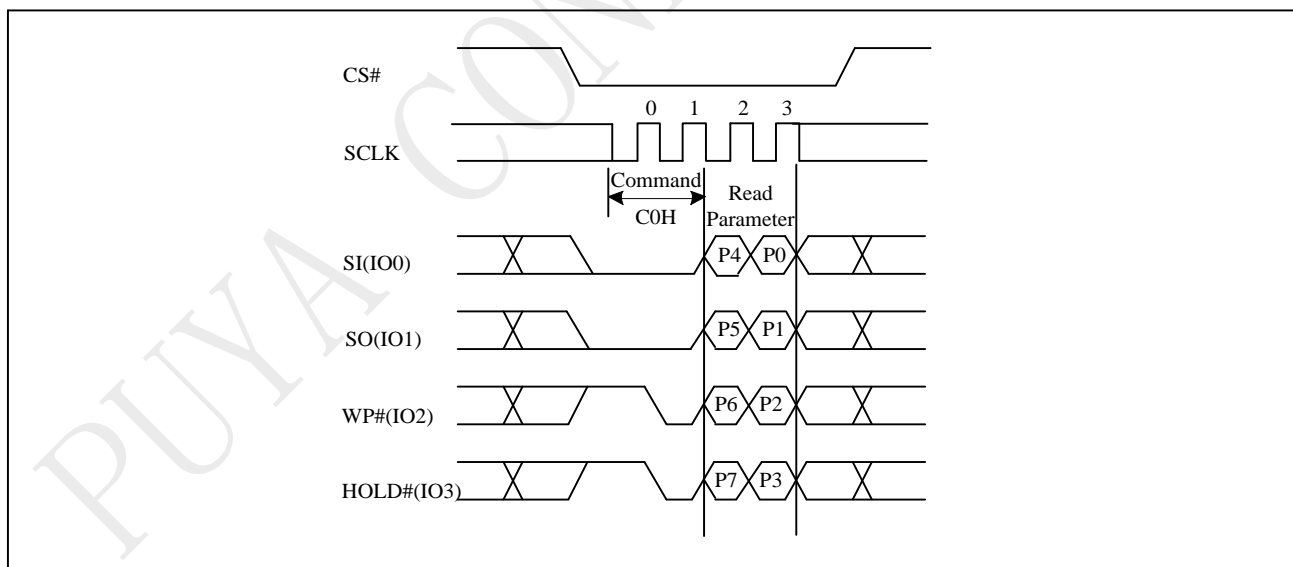 PUYA CON
CS#
0 1 2 3
SCLK
Command
C0H
Read
Parameter
SI(IO0)
P4 P0
SO(IO1)
P5 P1
WP#(IO2)
P6 P2
HOLD#(IO3)
P7 P3